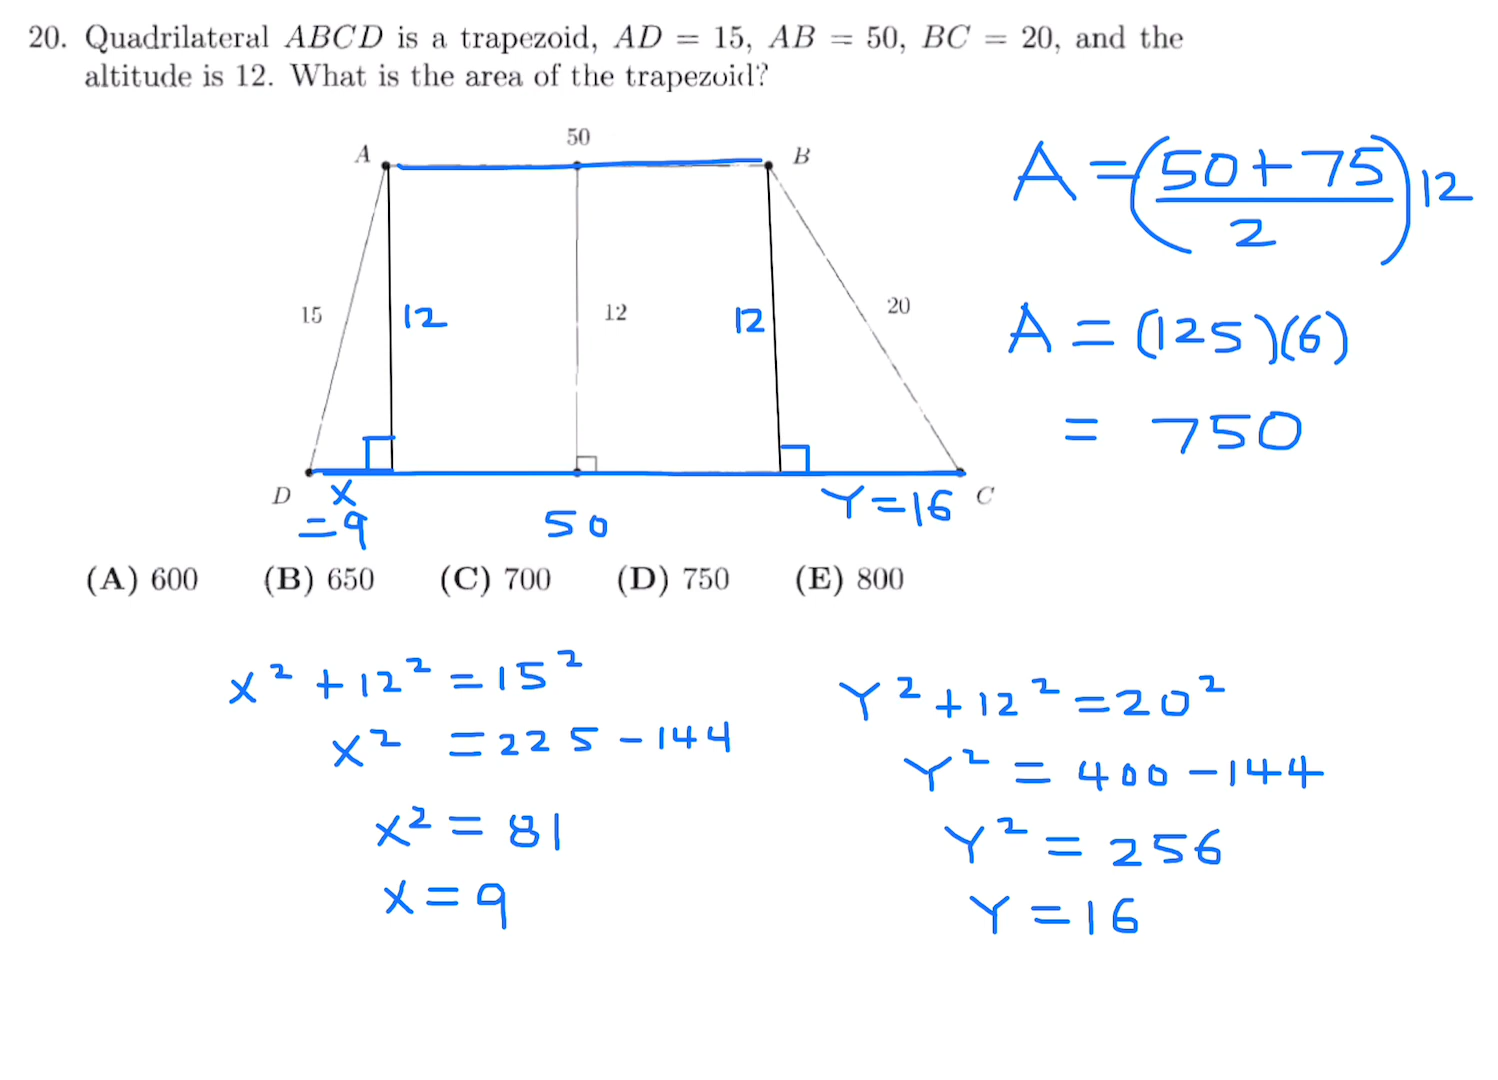 20. Quadrilateral ABCD is a trapezoid, AD = 15, AB = 50, BC = 20, and the
altitude is 12. What is the area of the trapezoid?
50
A
B
A = (50+75/2)12
15
12
12
12
20
A = (125)(6)
= 750
D
X
= 9
50
Y=16
C
(A) 600 (B) 650 (C) 700 (D) 750 (E) 800
x² + 12² = 15²
x² = 225 - 144
x² = 81
x = 9
Y² + 12² = 20²
Y² = 400 - 144
Y² = 256
Y = 16